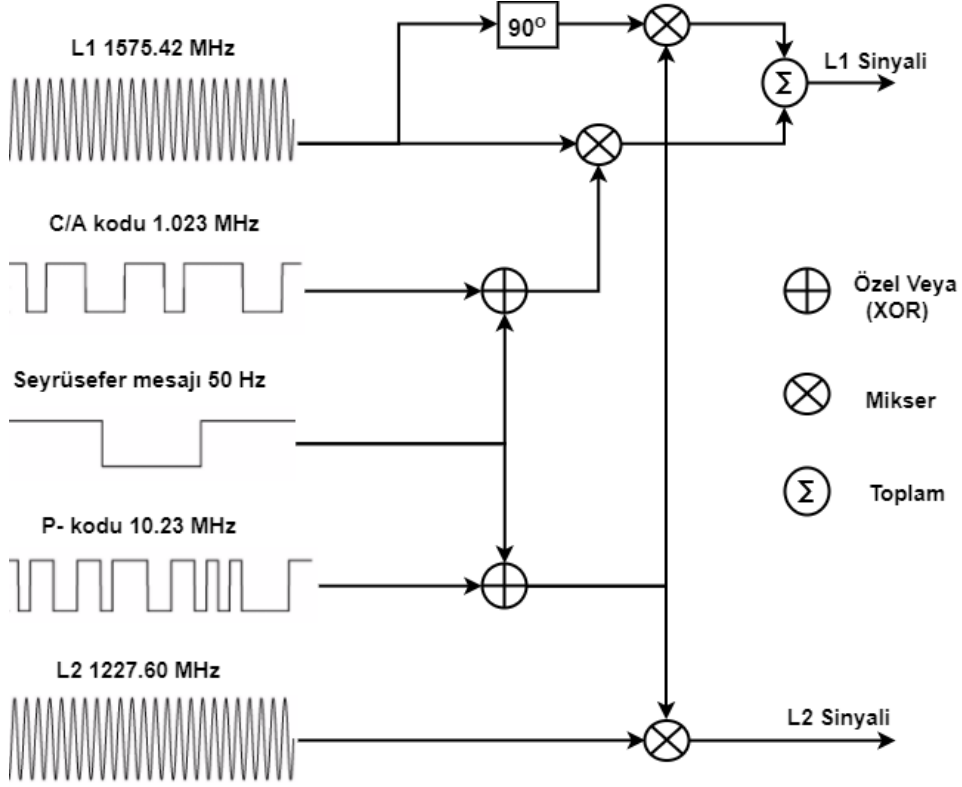 L1 1575.42 MHz
90°
L1 Sinyali
Σ
C/A kodu 1.023 MHz
Özel Veya
(XOR)
Seyrüsefer mesajı 50 Hz
Mikser
Σ
Toplam
P- kodu 10.23 MHz
L2 1227.60 MHz
L2 Sinyali